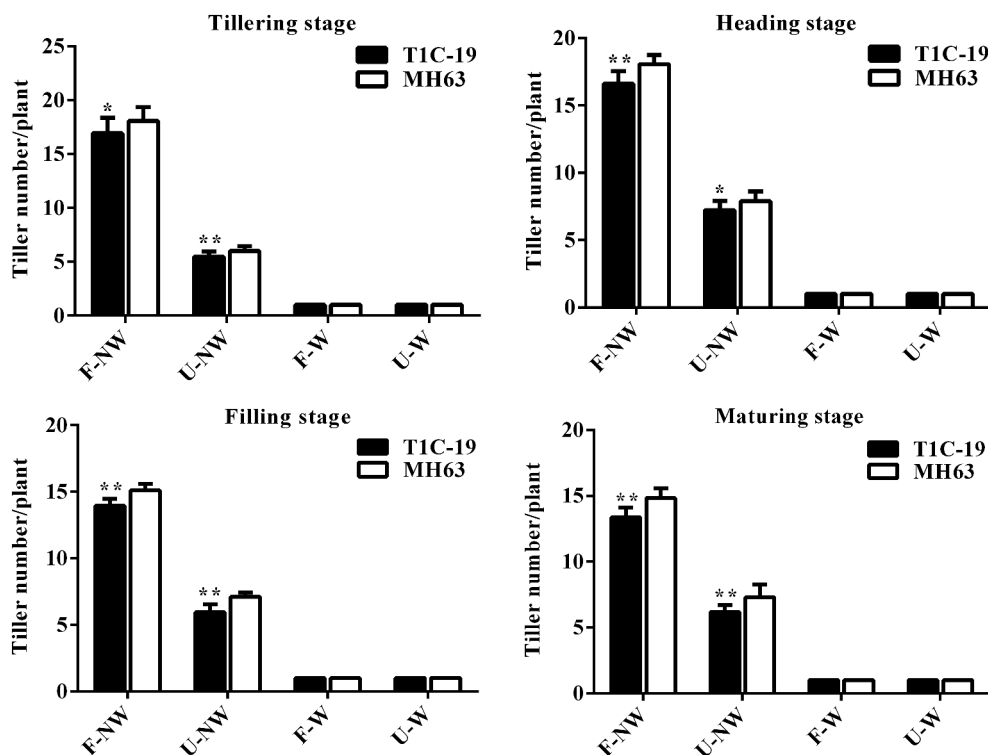 Tillering stage
Tiller number/plant
25
20
15
10
5
0
T1C-19
MH63
*
**
F-NW
U-NW
F-W
U-W
Heading stage
Tiller number/plant
20
15
10
5
0
T1C-19
MH63
**
*
F-NW
U-NW
F-W
U-W
Filling stage
Tiller number/plant
20
15
10
5
0
T1C-19
MH63
**
**
F-NW
U-NW
F-W
U-W
Maturing stage
Tiller number/plant
20
15
10
5
0
T1C-19
MH63
**
**
F-NW
U-NW
F-W
U-W